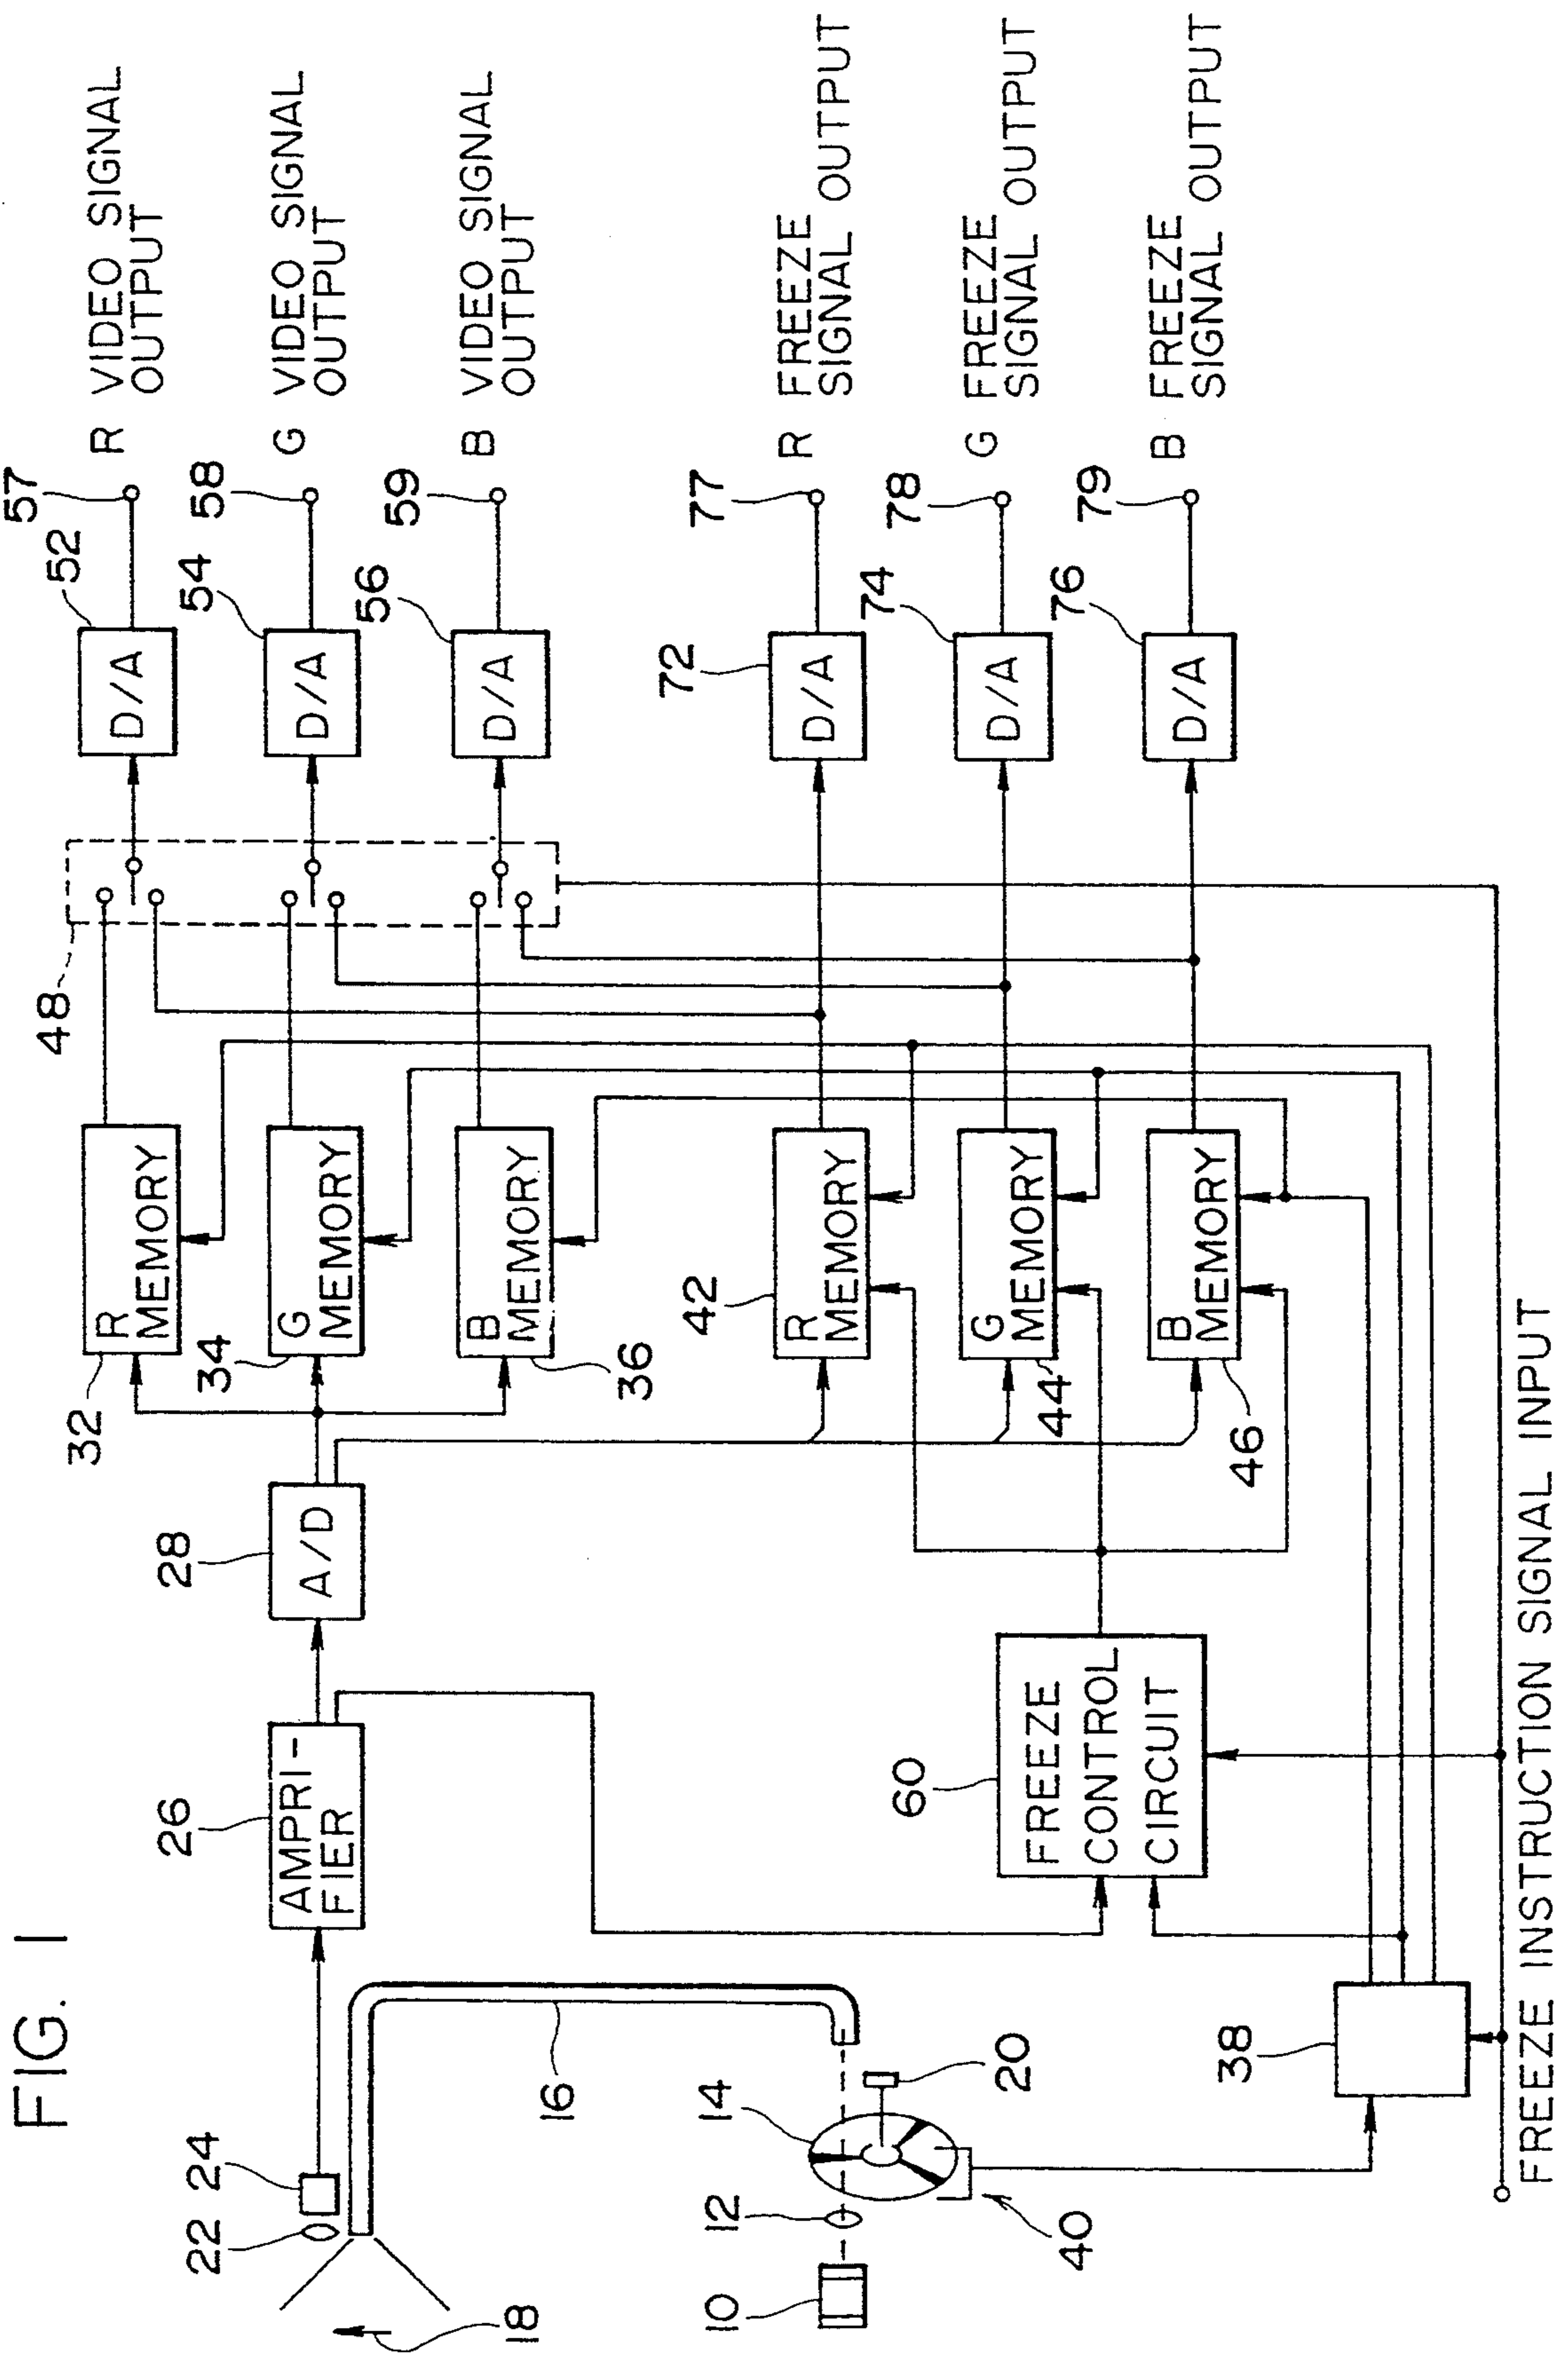 FIG. 1
57
R VIDEO SIGNAL
OUTPUT
52
D/A
58
G VIDEO SIGNAL
OUTPUT
54
D/A
59
B VIDEO SIGNAL
OUTPUT
56
D/A
48
77
R FREEZE
SIGNAL OUTPUT
72
D/A
78
G FREEZE
SIGNAL OUTPUT
74
D/A
79
B FREEZE
SIGNAL OUTPUT
76
D/A
32
R
MEMORY
34
G
MEMORY
36
B
MEMORY
42
R
MEMORY
44
G
MEMORY
46
B
MEMORY
28
A/D
26
AMPRI-
FIER
60
FREEZE
CONTROL
CIRCUIT
22
24
18
16
10
12
14
20
40
38
FREEZE INSTRUCTION SIGNAL INPUT